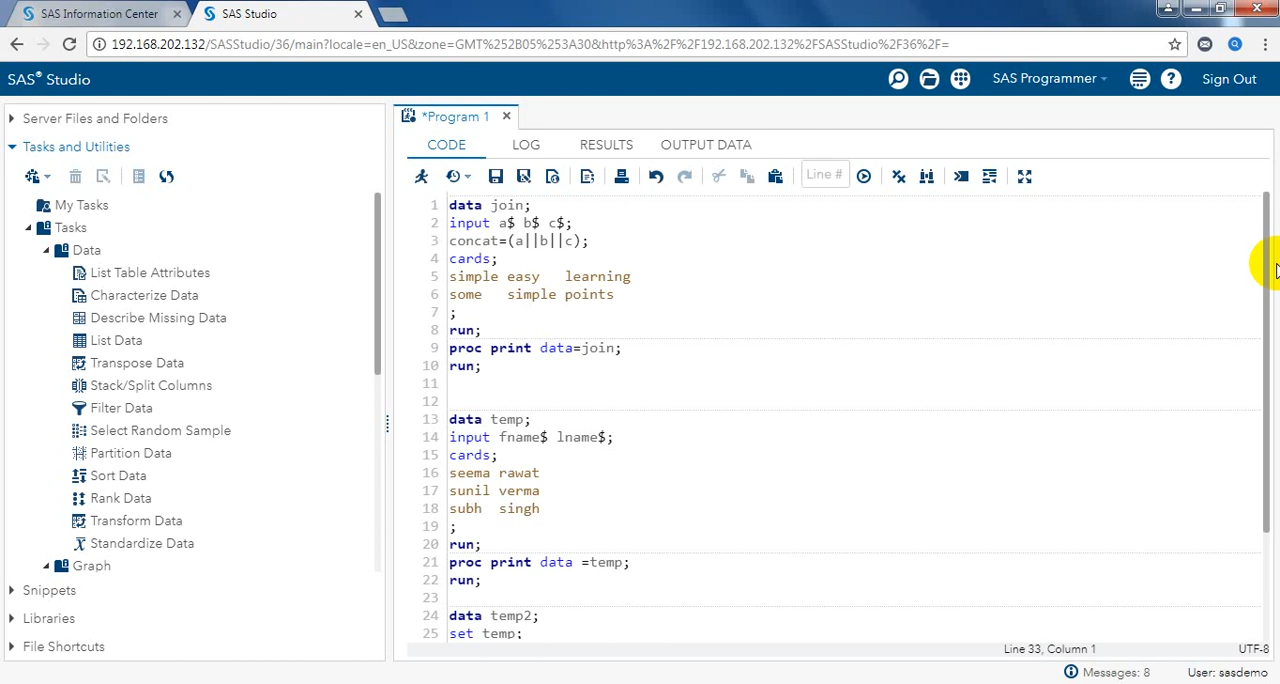 SAS Information Center
SAS Studio
192.168.202.132/SASStudio/36/main?locale=en_US&zone=GMT%252B05%253A30&http%3A%2F%2F192.168.202.132%2FSASStudio%2F36%2F=
SAS® Studio
SAS Programmer
Sign Out
Server Files and Folders
Tasks and Utilities
My Tasks
Tasks
Data
List Table Attributes
Characterize Data
Describe Missing Data
List Data
Transpose Data
Stack/Split Columns
Filter Data
Select Random Sample
Partition Data
Sort Data
Rank Data
Transform Data
Standardize Data
Graph
Snippets
Libraries
File Shortcuts
*Program 1
CODE LOG RESULTS OUTPUT DATA
Line #
1 data join;
2 input a$ b$ c$;
3 concat=(a||b||c);
4 cards;
5 simple easy   learning
6 some   simple points
7 ;
8 run;
9 proc print data=join;
10 run;
11
12
13 data temp;
14 input fname$ lname$;
15 cards;
16 seema rawat
17 sunil verma
18 subh  singh
19 ;
20 run;
21 proc print data =temp;
22 run;
23
24 data temp2;
25 set temp;
Line 33, Column 1
UTF-8
Messages: 8
User: sasdemo